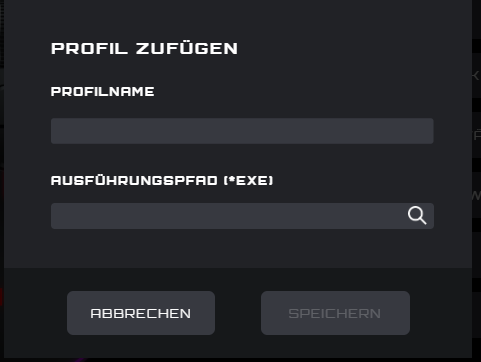 PROFIL ZUFÜGEN
PROFILNAME
AUSFÜHRUNGSPFAD (*EXE)
ABBRECHEN
SPEICHERN